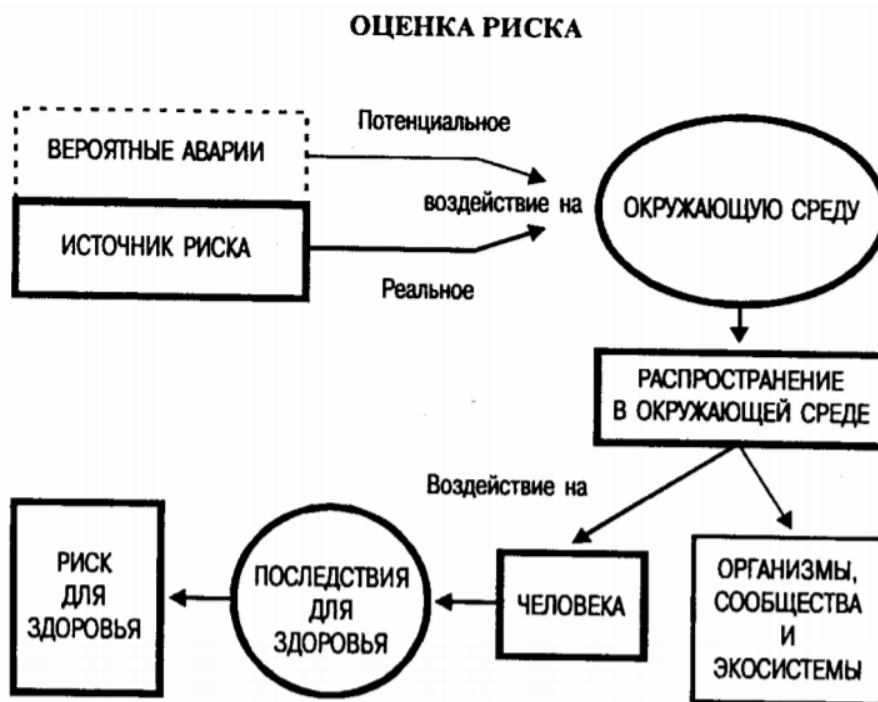 ОЦЕНКА РИСКА
ВЕРОЯТНЫЕ АВАРИИ
Потенциальное
ИСТОЧНИК РИСКА
воздействие на
Реальное
ОКРУЖАЮЩУЮ СРЕДУ
РАСПРОСТРАНЕНИЕ
В ОКРУЖАЮЩЕЙ СРЕДЕ
Воздействие на
РИСК
ДЛЯ
ЗДОРОВЬЯ
ПОСЛЕДСТВИЯ
ДЛЯ
ЗДОРОВЬЯ
ЧЕЛОВЕКА
ОРГАНИЗМЫ,
СООБЩЕСТВА
И
ЭКОСИСТЕМЫ